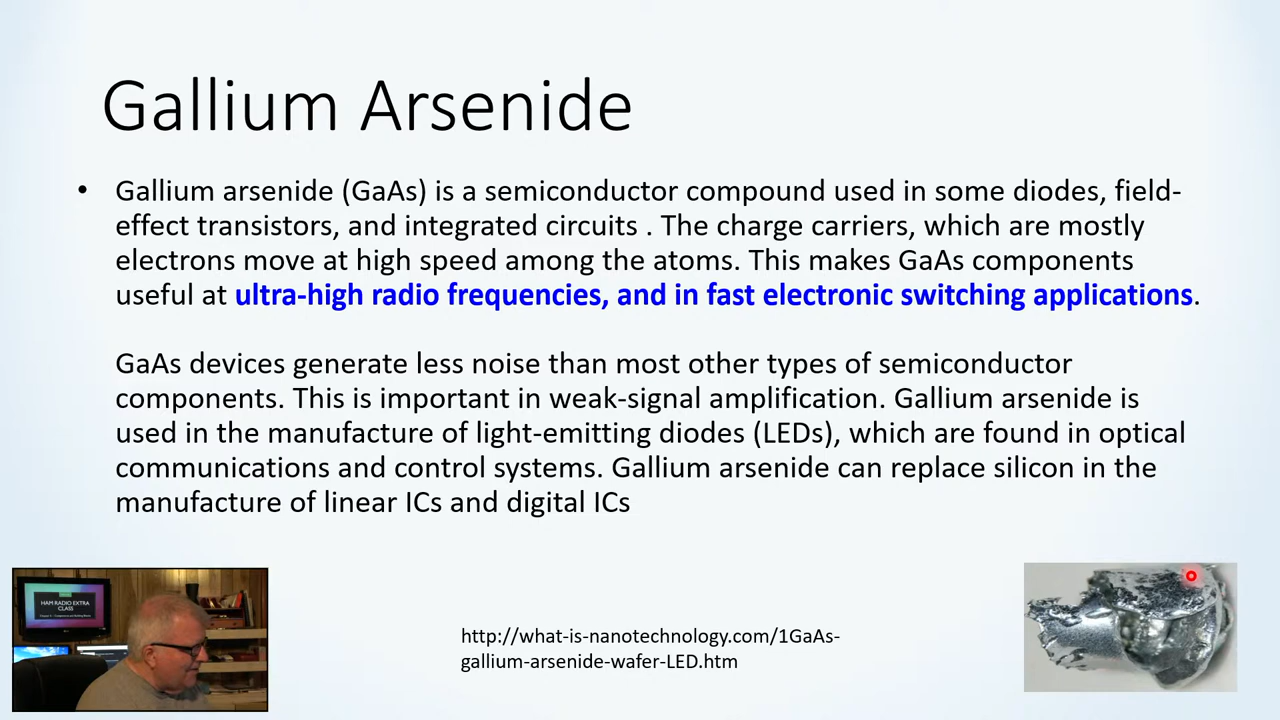 Gallium Arsenide
• Gallium arsenide (GaAs) is a semiconductor compound used in some diodes, field-
effect transistors, and integrated circuits . The charge carriers, which are mostly
electrons move at high speed among the atoms. This makes GaAs components
useful at ultra-high radio frequencies, and in fast electronic switching applications.
GaAs devices generate less noise than most other types of semiconductor
components. This is important in weak-signal amplification. Gallium arsenide is
used in the manufacture of light-emitting diodes (LEDs), which are found in optical
communications and control systems. Gallium arsenide can replace silicon in the
manufacture of linear ICs and digital ICs
HAM RADIO EXTRA
CLASS
http://what-is-nanotechnology.com/1GaAs-
gallium-arsenide-wafer-LED.htm